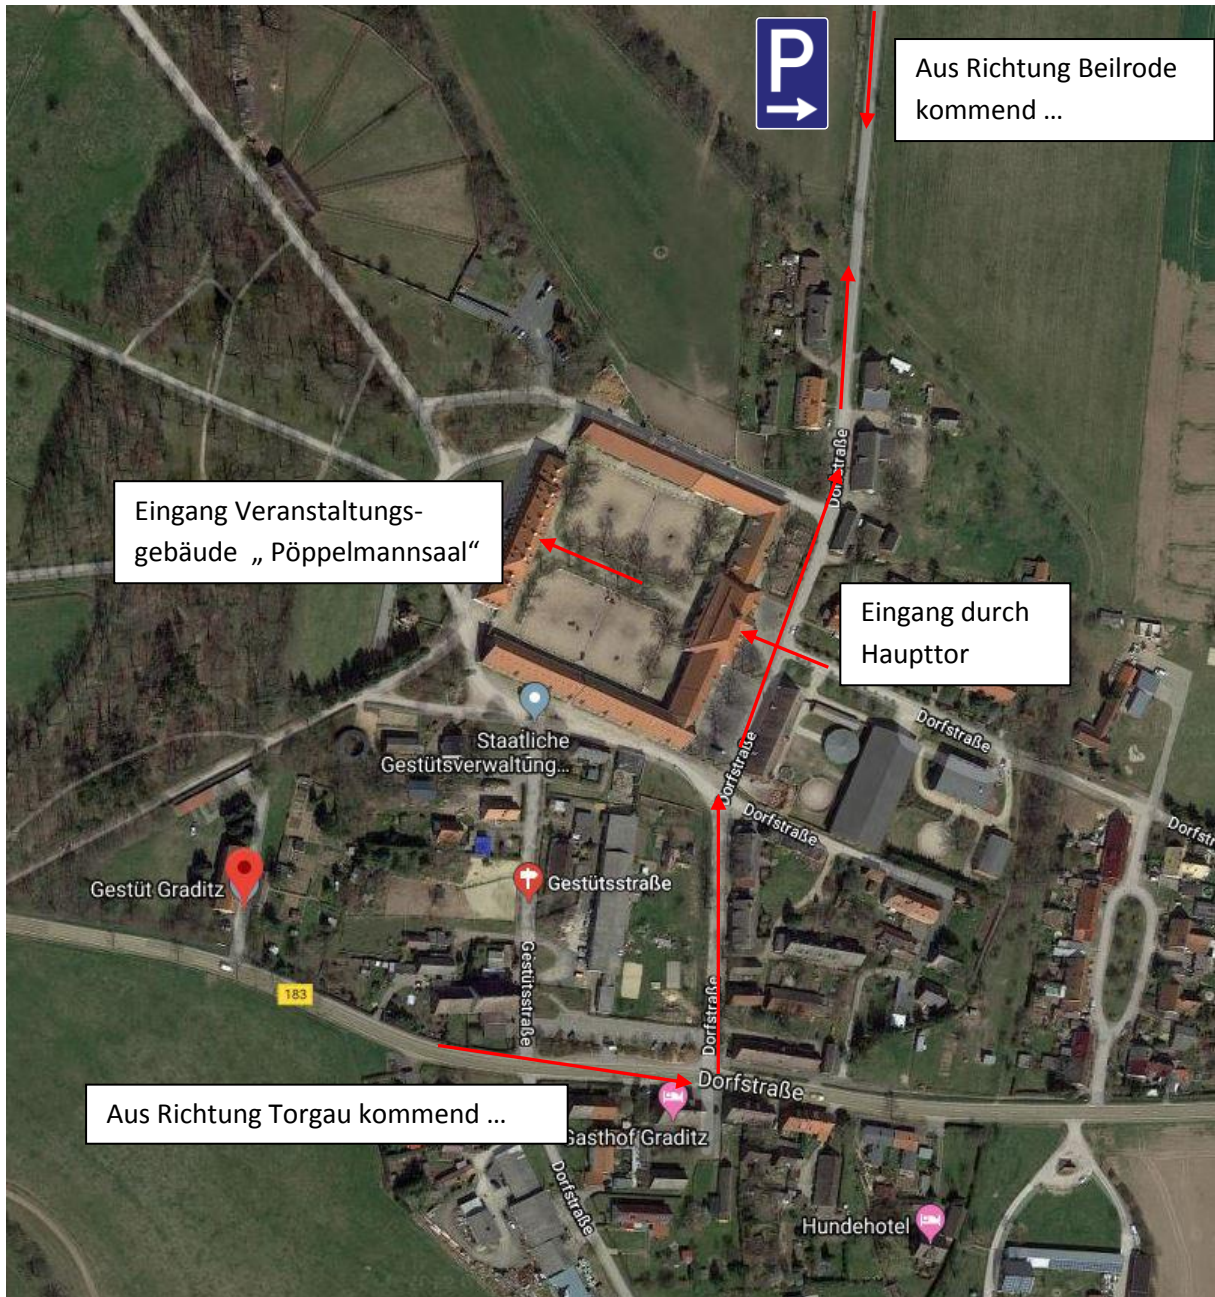 P
Aus Richtung Beilrode
kommend ...
Dorfstraße
Eingang Veranstaltungs-
gebäude „ Pöppelmannsaal“
Eingang durch
Haupttor
Staatliche
Gestütsverwaltung...
Dorfstraße
Dorfstraße
Dorfstraße
Dorfstr
Gestüt Graditz
Gestütsstraße
Gestütsstraße
183
Dorfstraße
Dorfstraße
Aus Richtung Torgau kommend ...
Gasthof Graditz
Dorfstraße
Hundehotel